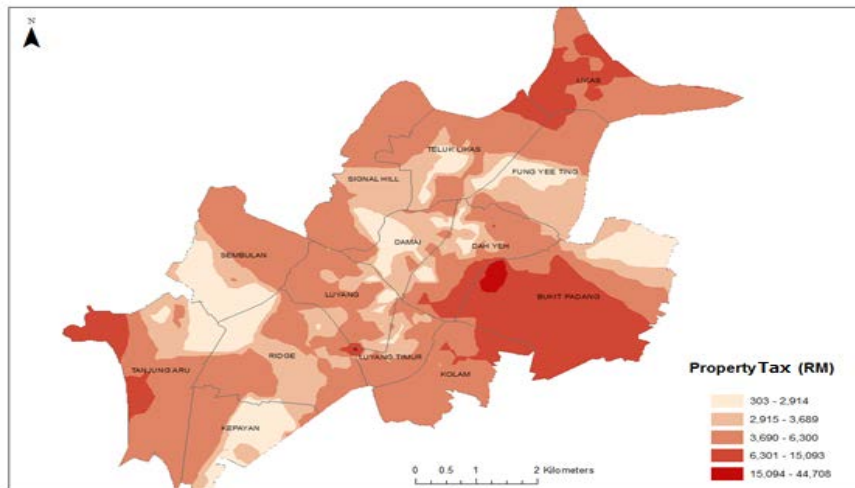 N
LIKAS
TELUK LIKAS
FUNG YEE TING
SIGNAL HILL
DAMAI
DAH YEH
SEMBULAN
LUYANG
BUKIT PADANG
RIDGE
LUYANG TIMUR
TANJUNG ARU
KOLAM
KEPAYAN
Property Tax (RM)
303 - 2,914
2,915 - 3,689
3,690 - 6,300
6,301 - 15,093
15,094 - 44,708
0 0.5 1 2 Kilometers